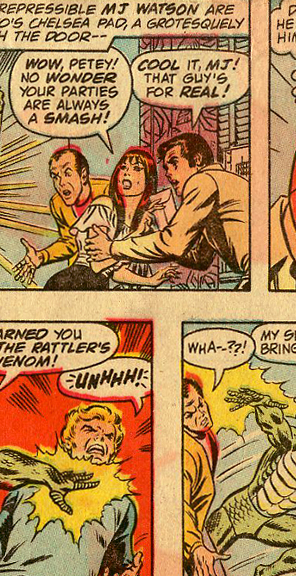 REPRESSIBLE MJ WATSON ARE
O'S CHELSEA PAD, A GROTESQUELY
H THE DOOR--
WOW, PETEY!
NO WONDER
YOUR PARTIES
ARE ALWAYS
A SMASH!
COOL IT, MJ!
THAT GUY'S
FOR REAL!
D
HE
HIM
ARNED YOU
THE RATTLER'S
VENOM!
-UNHHH!-
WHA--??!
MY S
BRING